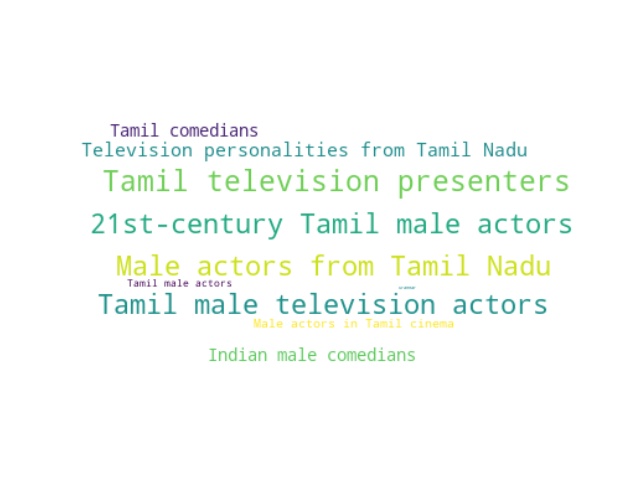 Tamil comedians
Television personalities from Tamil Nadu
Tamil television presenters
21st-century Tamil male actors
Male actors from Tamil Nadu
Tamil male actors
Tamil male television actors
Male actors in Tamil cinema
Indian male comedians